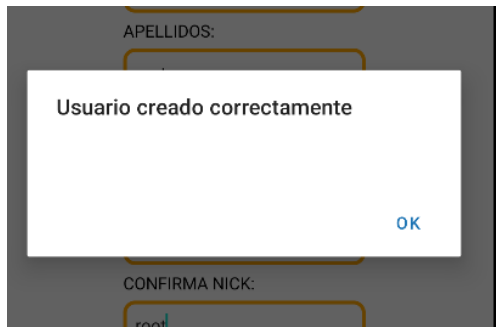 APELLIDOS:
Usuario creado correctamente
OK
CONFIRMA NICK:
root